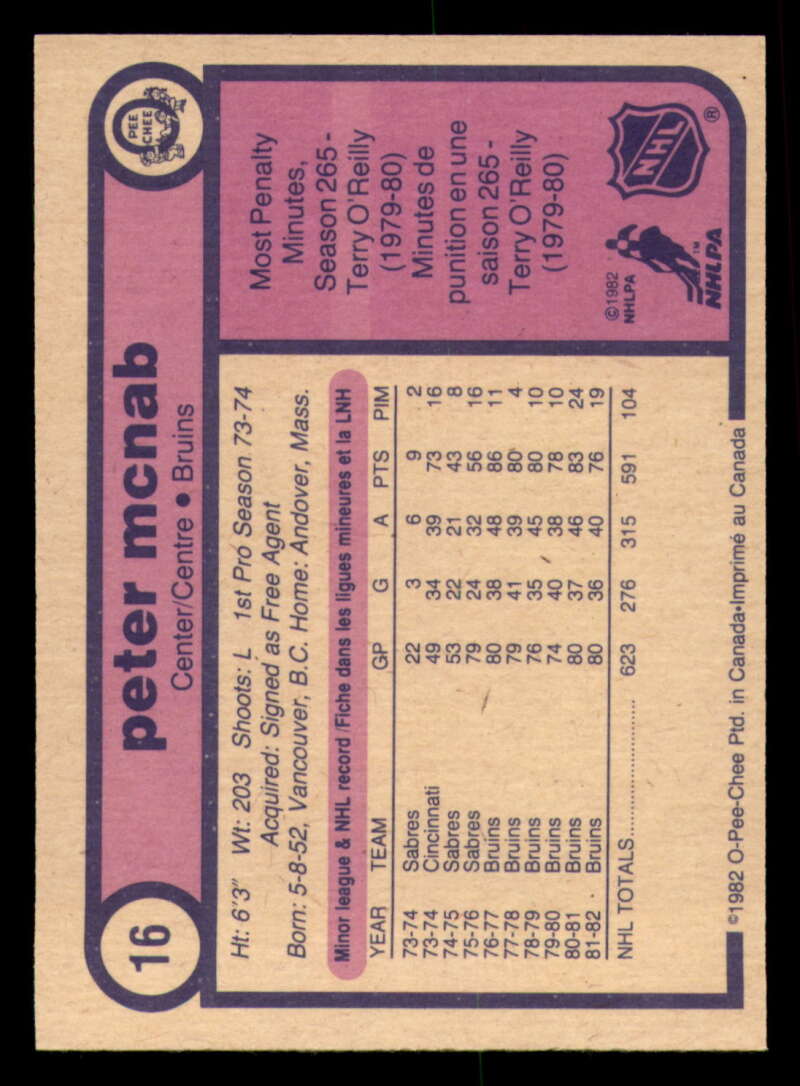 16
peter mcnab
Center/Centre • Bruins
O
PEE
CHEE
Ht: 6'3" Wt: 203 Shoots: L 1st Pro Season 73-74
Acquired: Signed as Free Agent
Born: 5-8-52, Vancouver, B.C. Home: Andover, Mass.
Minor league & NHL record /Fiche dans les ligues mineures et la LNH
YEAR TEAM GP G A PTS PIM
73-74 Sabres 22 3 6 9 2
73-74 Cincinnati 49 34 39 73 16
74-75 Sabres 53 22 21 43 8
75-76 Sabres 79 24 32 56 16
76-77 Bruins 80 38 48 86 11
77-78 Bruins 79 41 39 80 4
78-79 Bruins 76 35 45 80 10
79-80 Bruins 74 40 38 78 10
80-81 Bruins 80 37 46 83 24
81-82 Bruins 80 36 40 76 19
NHL TOTALS.................... 623 276 315 591 104
Most Penalty
Minutes,
Season 265 -
Terry O'Reilly
(1979-80)
Minutes de
punition en une
saison 265 -
Terry O'Reilly
(1979-80)
©1982
NHLPA
NHLPA™
NHL
®
©1982 O-Pee-Chee Ptd. in Canada•Imprimé au Canada